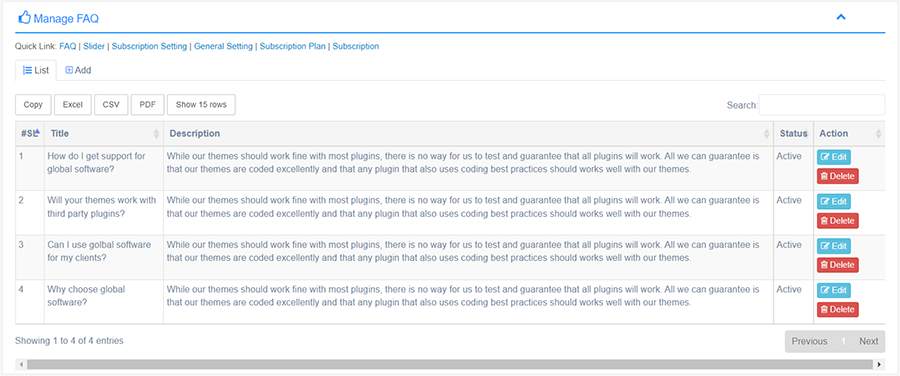 Manage FAQ
Quick Link: FAQ | Slider | Subscription Setting | General Setting | Subscription Plan | Subscription
List Add
Copy Excel CSV PDF Show 15 rows Search:
#SL Title Description Status Action
1 How do I get support for While our themes should work fine with most plugins, there is no way for us to test and guarantee that all plugins will work. All we can guarantee is Active Edit
global software? that our themes are coded excellently and that any plugin that also uses coding best practices should works well with our themes. Delete
2 Will your themes work with While our themes should work fine with most plugins, there is no way for us to test and guarantee that all plugins will work. All we can guarantee is Active Edit
third party plugins? that our themes are coded excellently and that any plugin that also uses coding best practices should works well with our themes. Delete
3 Can I use golbal software While our themes should work fine with most plugins, there is no way for us to test and guarantee that all plugins will work. All we can guarantee is Active Edit
for my clients? that our themes are coded excellently and that any plugin that also uses coding best practices should works well with our themes. Delete
4 Why choose global While our themes should work fine with most plugins, there is no way for us to test and guarantee that all plugins will work. All we can guarantee is Active Edit
software? that our themes are coded excellently and that any plugin that also uses coding best practices should works well with our themes. Delete
Showing 1 to 4 of 4 entries Previous 1 Next